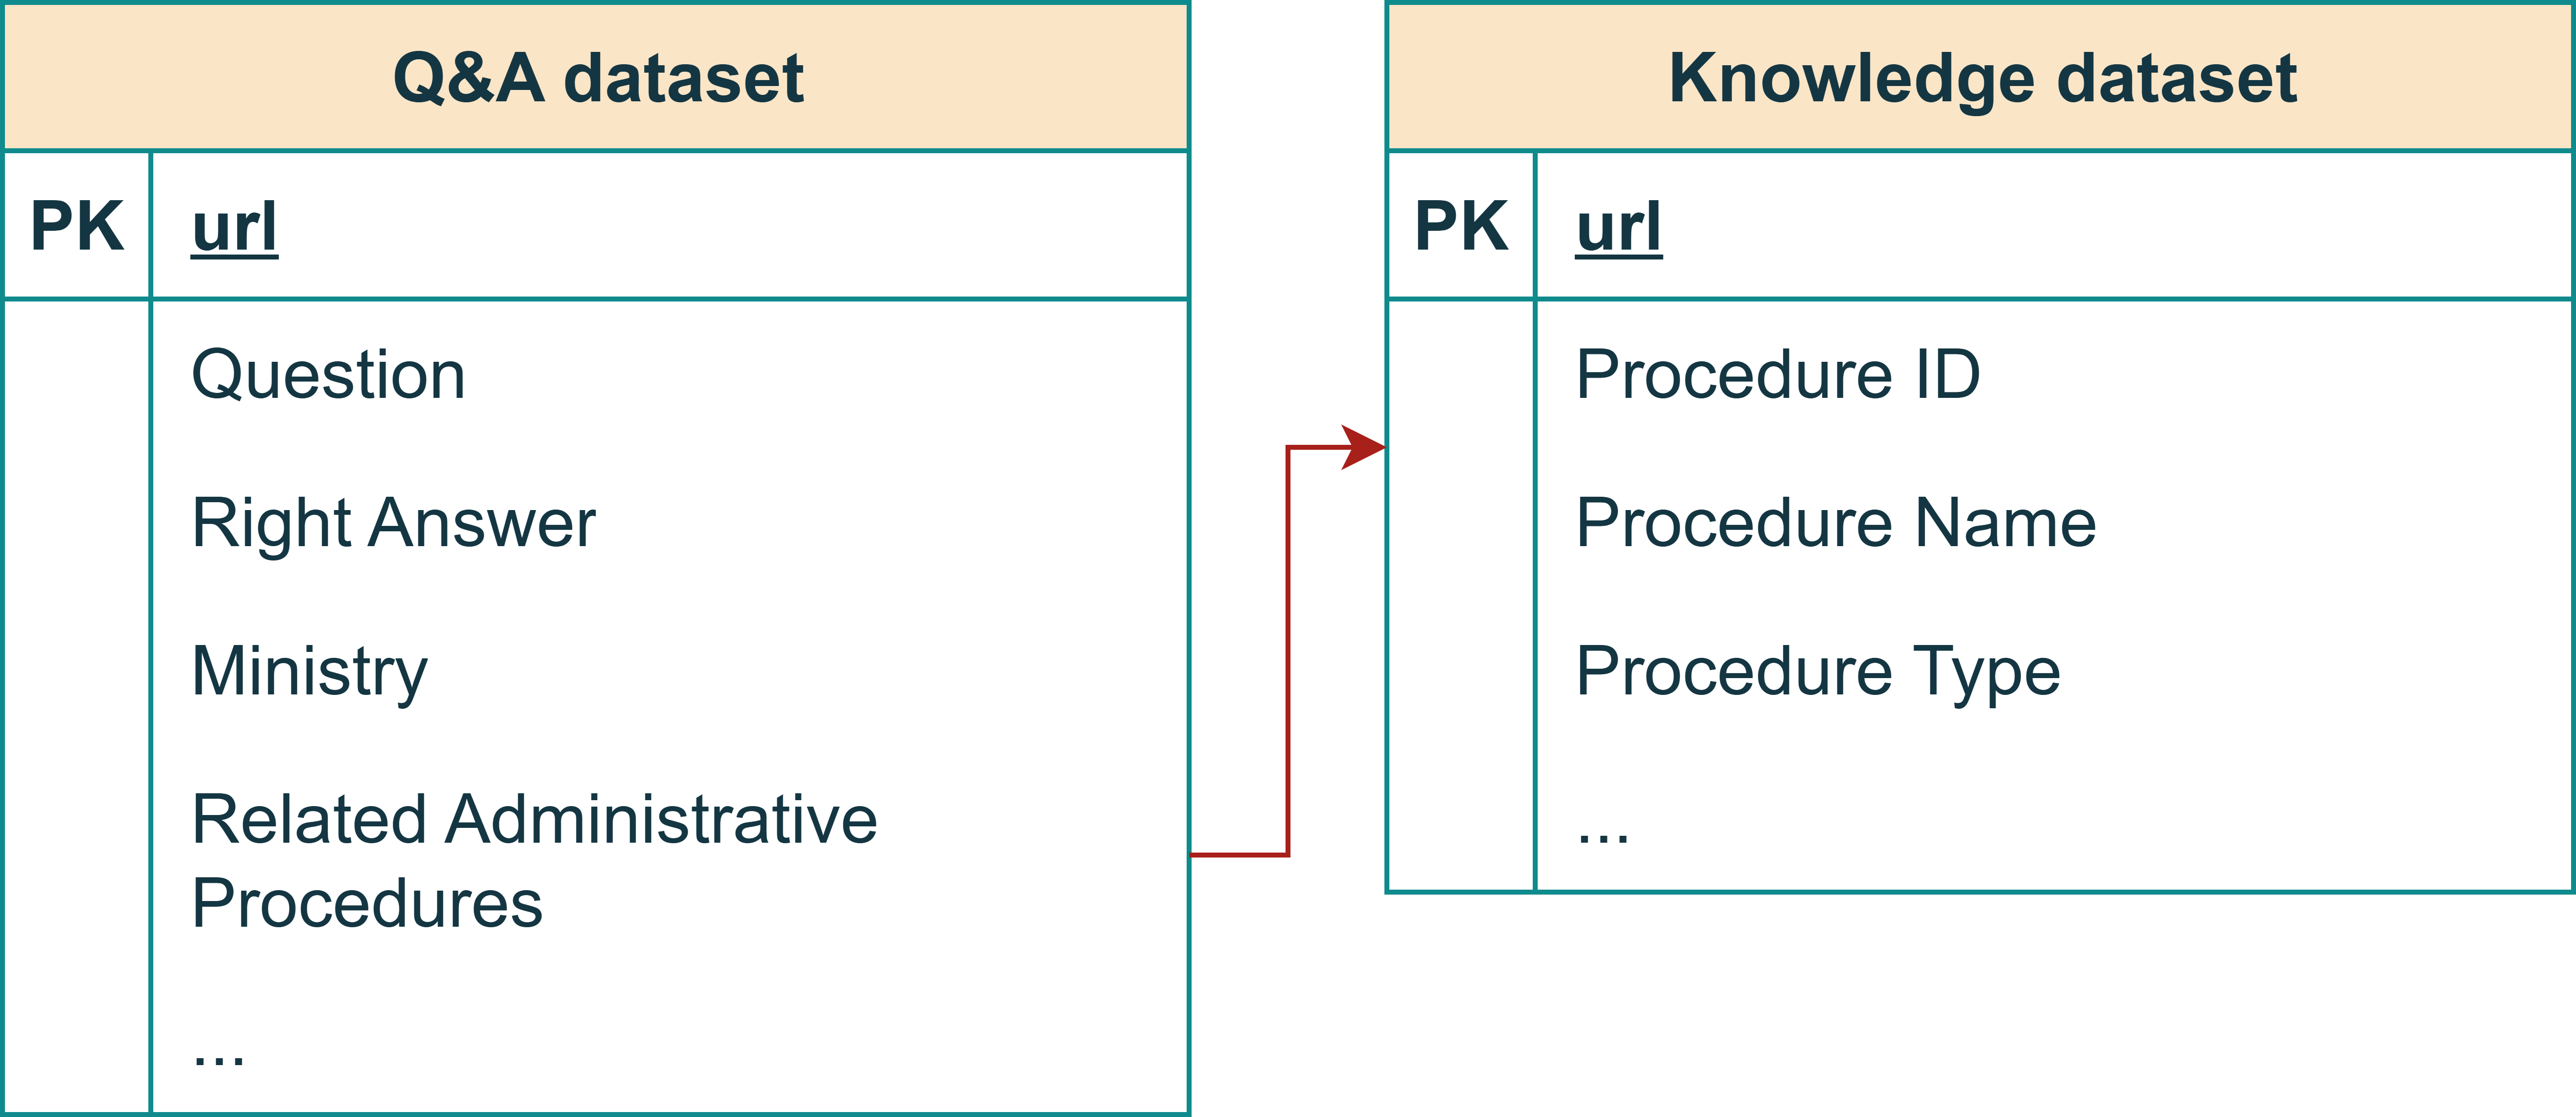 Q&A dataset
PK url
Question
Right Answer
Ministry
Related Administrative
Procedures
...
Knowledge dataset
PK url
Procedure ID
Procedure Name
Procedure Type
...